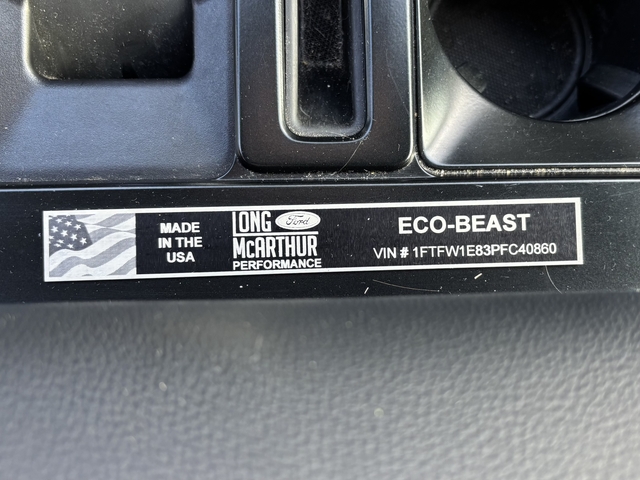 MADE
IN THE
USA
LONG
Ford
McARTHUR
PERFORMANCE
ECO-BEAST
VIN # 1FTFW1E83PFC40860